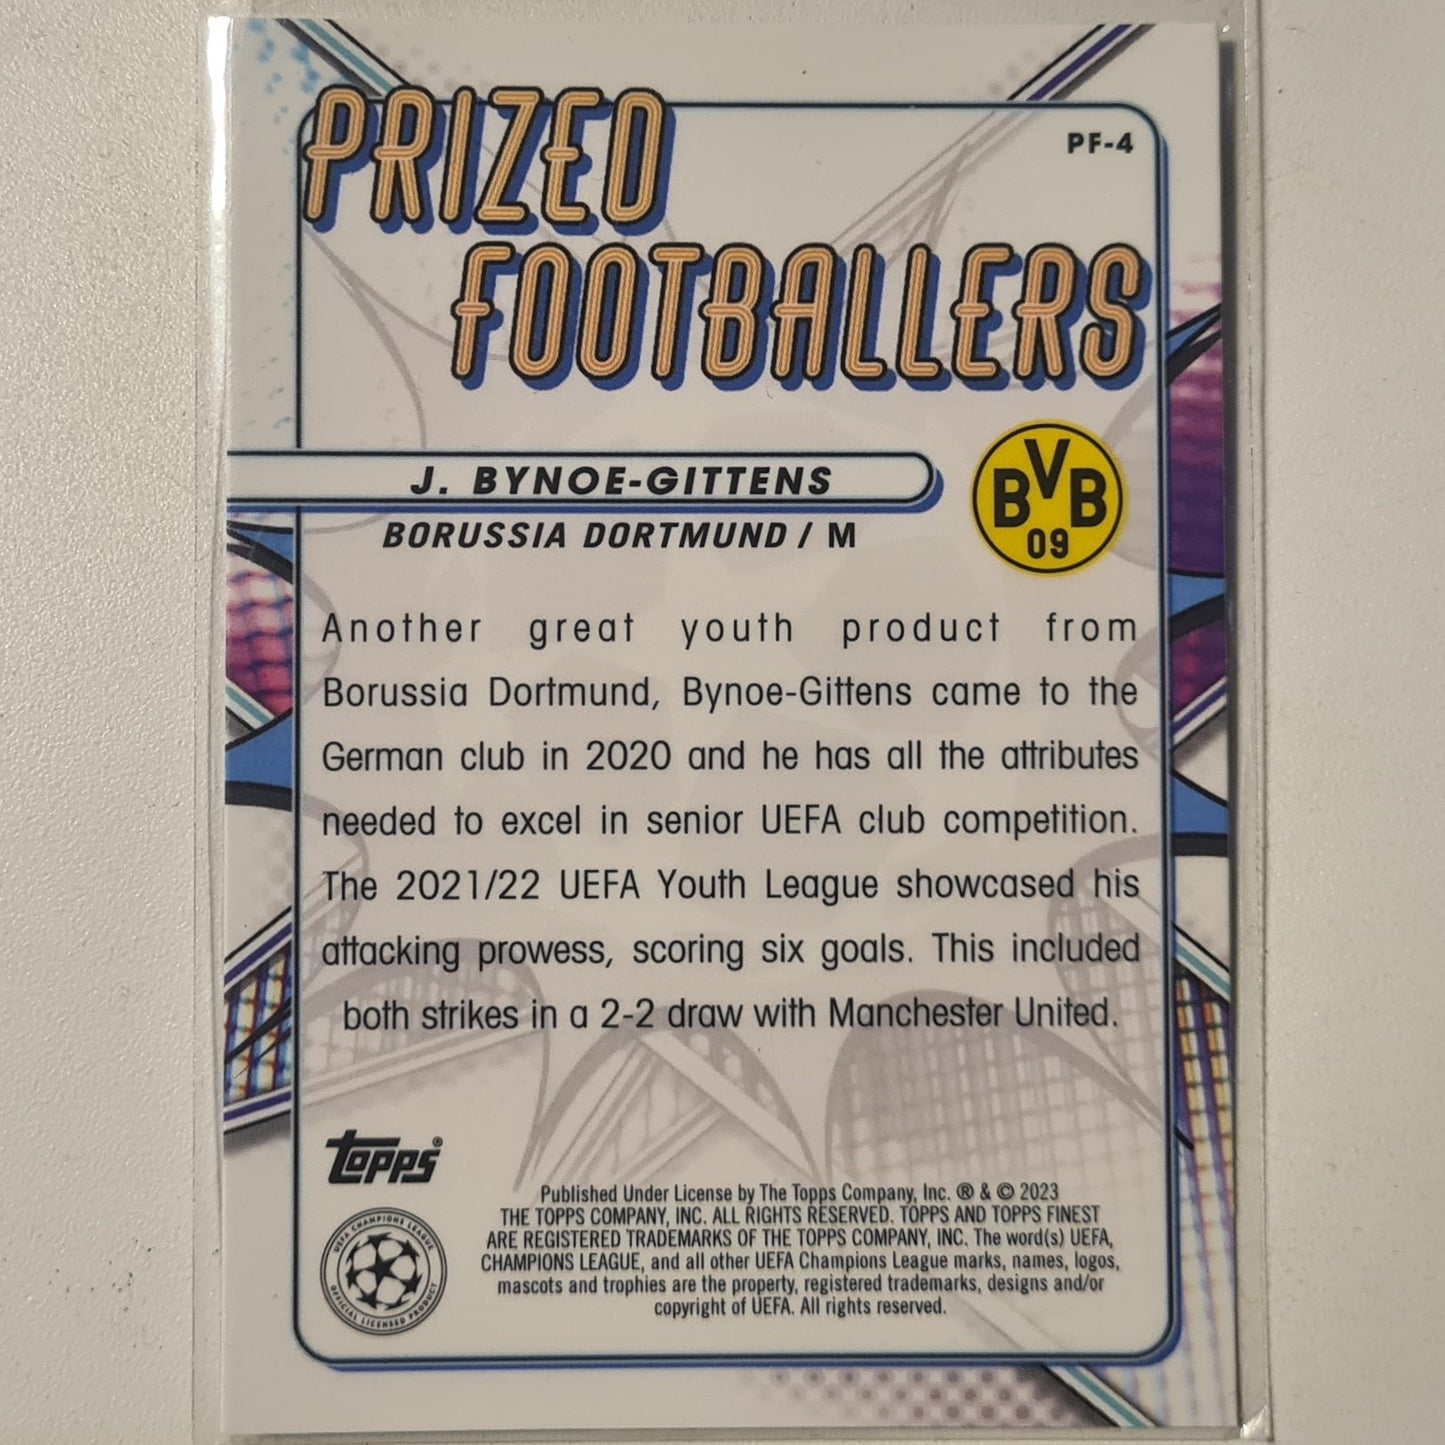 PRIZED
FOOTBALLERS
PF-4
J. BYNOE-GITTENS
BORUSSIA DORTMUND / M
BVB
09
Another great youth product from
Borussia Dortmund, Bynoe-Gittens came to the
German club in 2020 and he has all the attributes
needed to excel in senior UEFA club competition.
The 2021/22 UEFA Youth League showcased his
attacking prowess, scoring six goals. This included
both strikes in a 2-2 draw with Manchester United.
topps®
UEFA CHAMPIONS LEAGUE
OFFICIAL LICENSED PRODUCT
Published Under License by The Topps Company, Inc. ® & © 2023
THE TOPPS COMPANY, INC. ALL RIGHTS RESERVED. TOPPS AND TOPPS FINEST
ARE REGISTERED TRADEMARKS OF THE TOPPS COMPANY, INC. The word(s) UEFA,
CHAMPIONS LEAGUE, and all other UEFA Champions League marks, names, logos,
mascots and trophies are the property, registered trademarks, designs and/or
copyright of UEFA. All rights reserved.